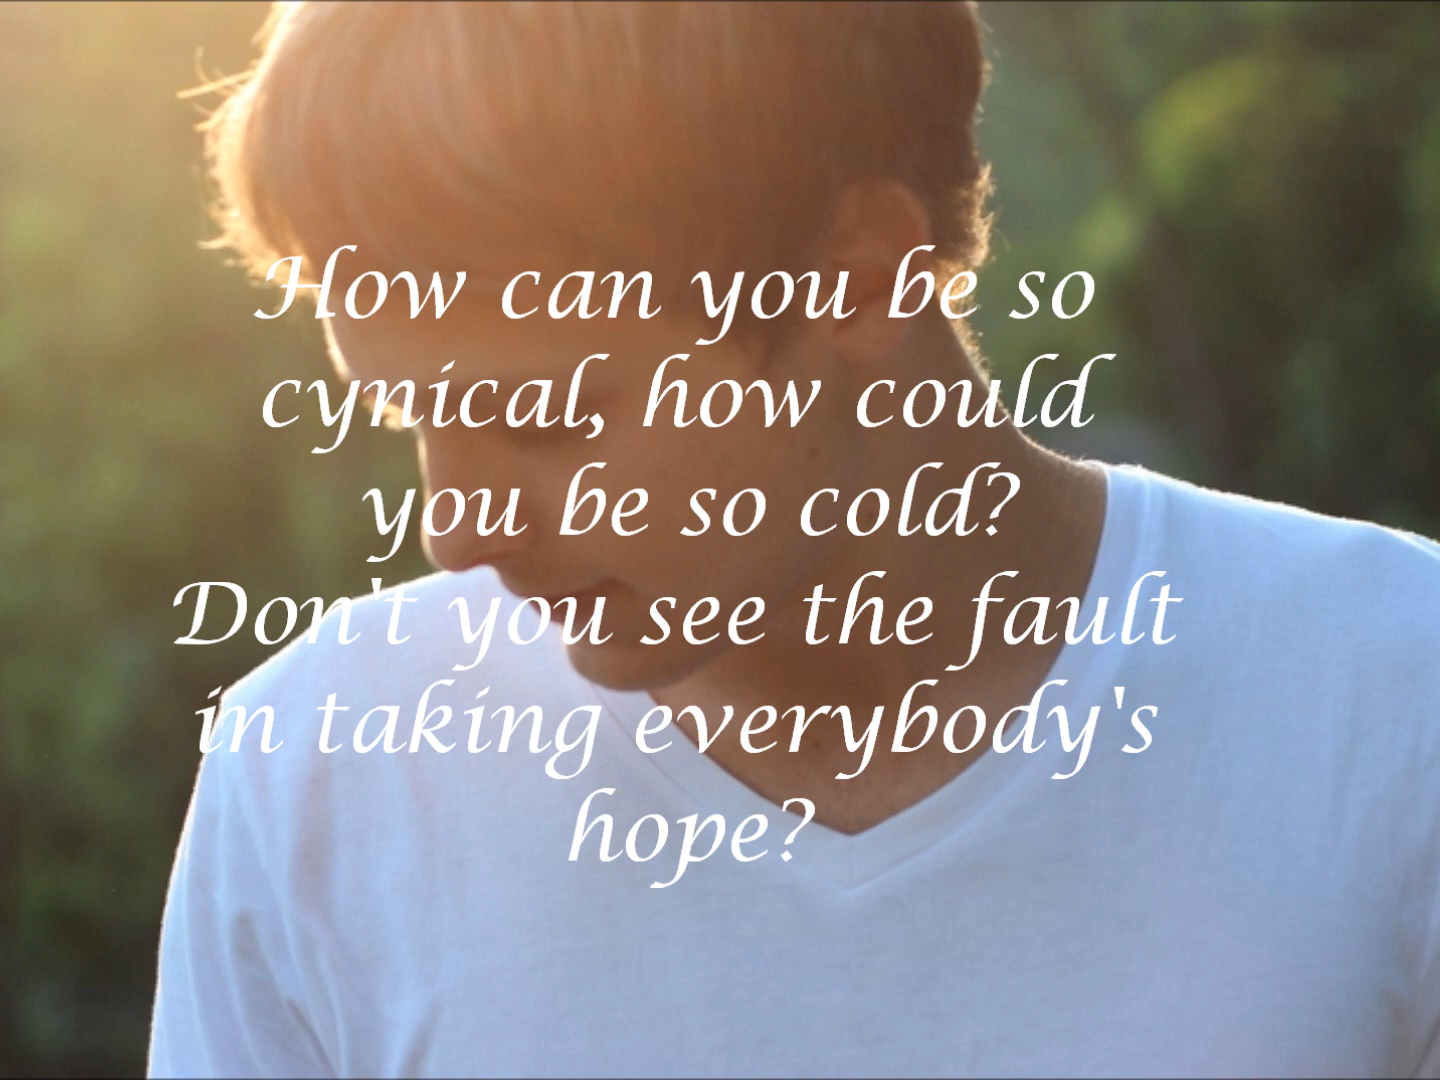 How can you be so
cynical, how could
you be so cold?
Don't you see the fault
in taking everybody's
hope?